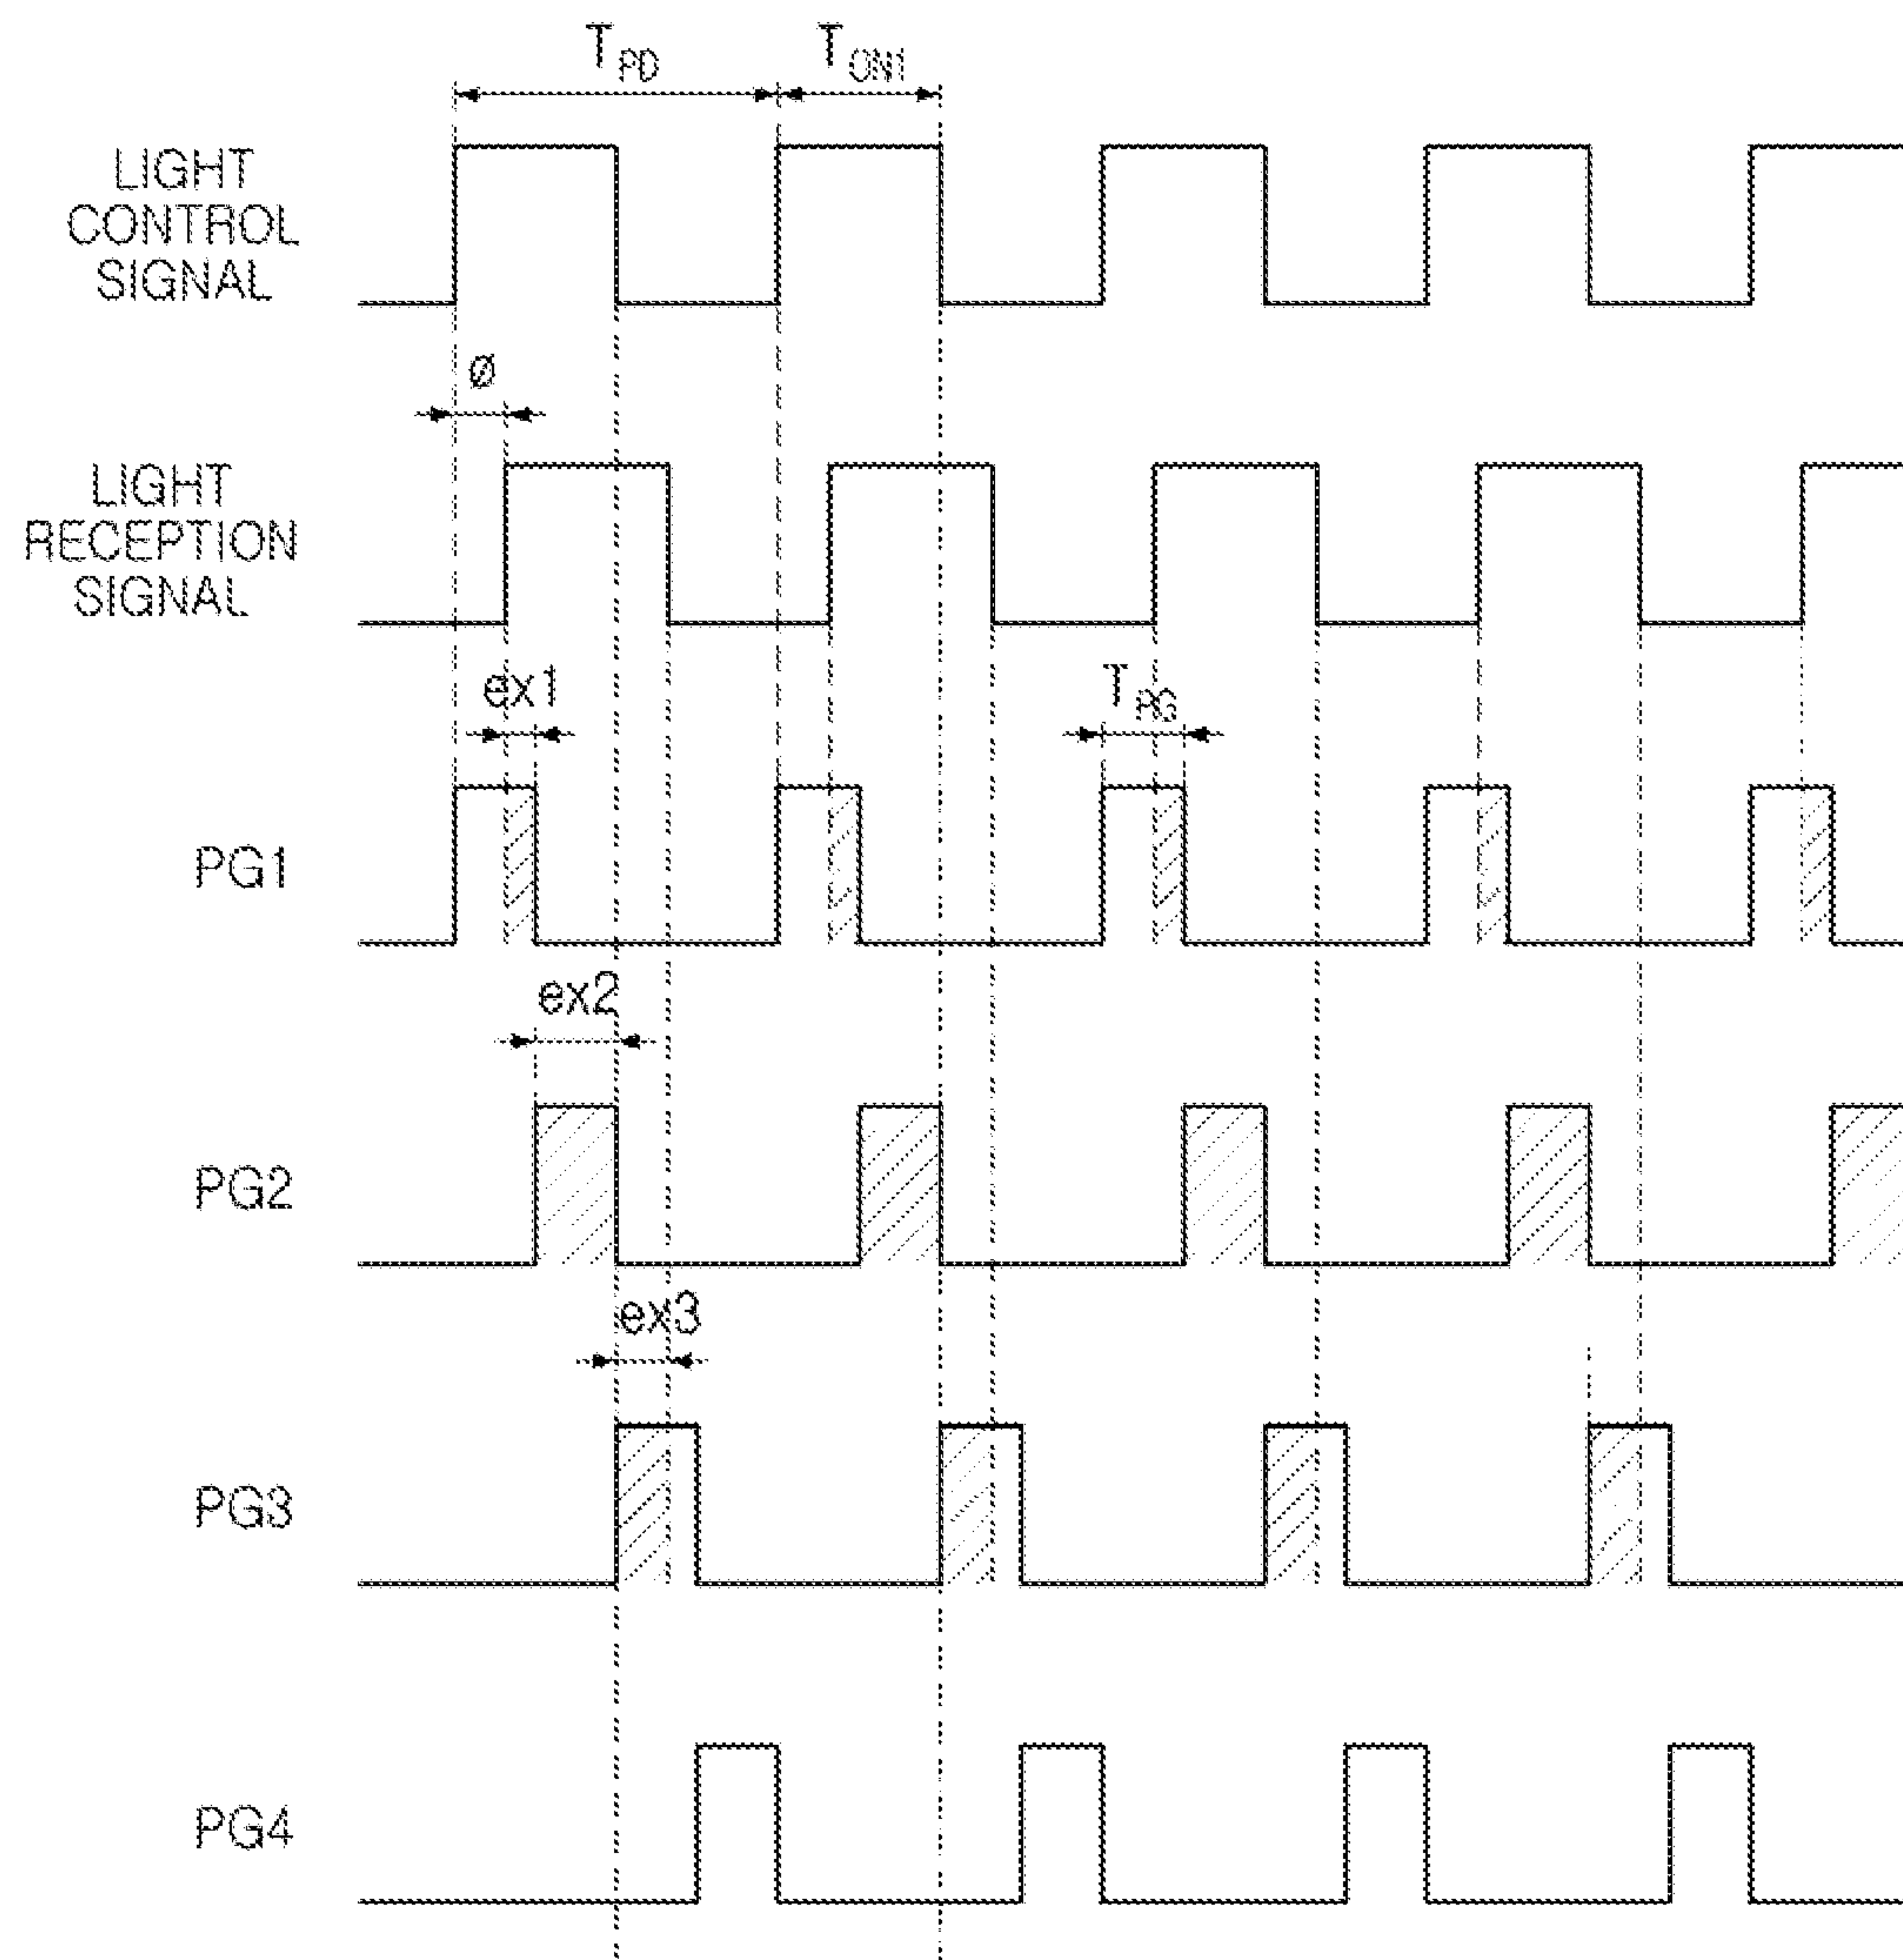 T_PD T_ON1
LIGHT
CONTROL
SIGNAL
Ø
LIGHT
RECEPTION
SIGNAL
ex1 T_PG
PG1
ex2
PG2
ex3
PG3
PG4